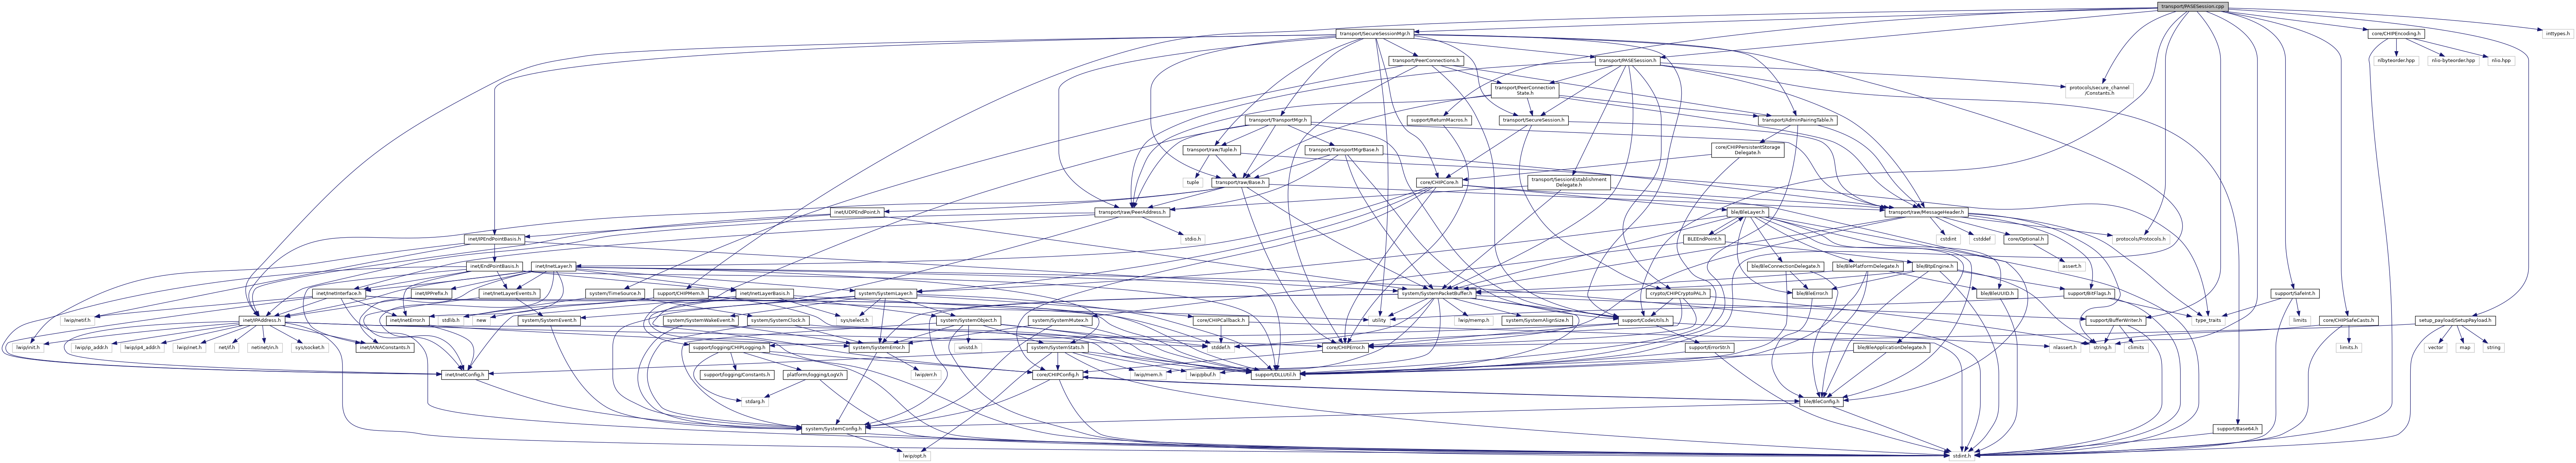 transport/PASESession.cpp
transport/SecureSessionMgr.h
core/CHIPEncoding.h
inttypes.h
transport/PeerConnections.h
transport/PASESession.h
nlbyteorder.hpp
nlio-byteorder.hpp
nlio.hpp
transport/PeerConnection
State.h
protocols/secure_channel
/Constants.h
transport/TransportMgr.h
support/ReturnMacros.h
transport/SecureSession.h
transport/AdminPairingTable.h
transport/raw/Tuple.h
transport/TransportMgrBase.h
core/CHIPPersistentStorage
Delegate.h
tuple
transport/raw/Base.h
core/CHIPCore.h
transport/SessionEstablishment
Delegate.h
inet/UDPEndPoint.h
transport/raw/PeerAddress.h
ble/BleLayer.h
transport/raw/MessageHeader.h
inet/IPEndPointBasis.h
stdio.h
BLEEndPoint.h
cstdint
cstddef
core/Optional.h
protocols/Protocols.h
inet/EndPointBasis.h
inet/InetLayer.h
ble/BleConnectionDelegate.h
ble/BlePlatformDelegate.h
ble/BtpEngine.h
assert.h
inet/InetInterface.h
inet/IPPrefix.h
inet/InetLayerEvents.h
system/TimeSource.h
support/CHIPMem.h
inet/InetLayerBasis.h
system/SystemLayer.h
system/SystemPacketBuffer.h
crypto/CHIPCryptoPAL.h
ble/BleError.h
ble/BleUUID.h
support/BitFlags.h
support/SafeInt.h
lwip/netif.h
inet/IPAddress.h
inet/InetError.h
stdlib.h
new
system/SystemEvent.h
system/SystemWakeEvent.h
system/SystemClock.h
sys/select.h
system/SystemObject.h
system/SystemMutex.h
core/CHIPCallback.h
utility
lwip/memp.h
system/SystemAlignSize.h
support/CodeUtils.h
support/BufferWriter.h
type_traits
limits
core/CHIPSafeCasts.h
setup_payload/SetupPayload.h
lwip/init.h
lwip/ip_addr.h
lwip/ip4_addr.h
lwip/inet.h
net/if.h
netinet/in.h
sys/socket.h
inet/IANAConstants.h
support/logging/CHIPLogging.h
system/SystemError.h
unistd.h
system/SystemStats.h
stddef.h
core/CHIPError.h
support/ErrorStr.h
ble/BleApplicationDelegate.h
nlassert.h
string.h
climits
limits.h
vector
map
string
inet/InetConfig.h
support/logging/Constants.h
platform/logging/LogV.h
lwip/err.h
core/CHIPConfig.h
lwip/mem.h
lwip/pbuf.h
support/DLLUtil.h
stdarg.h
ble/BleConfig.h
system/SystemConfig.h
support/Base64.h
lwip/opt.h
stdint.h